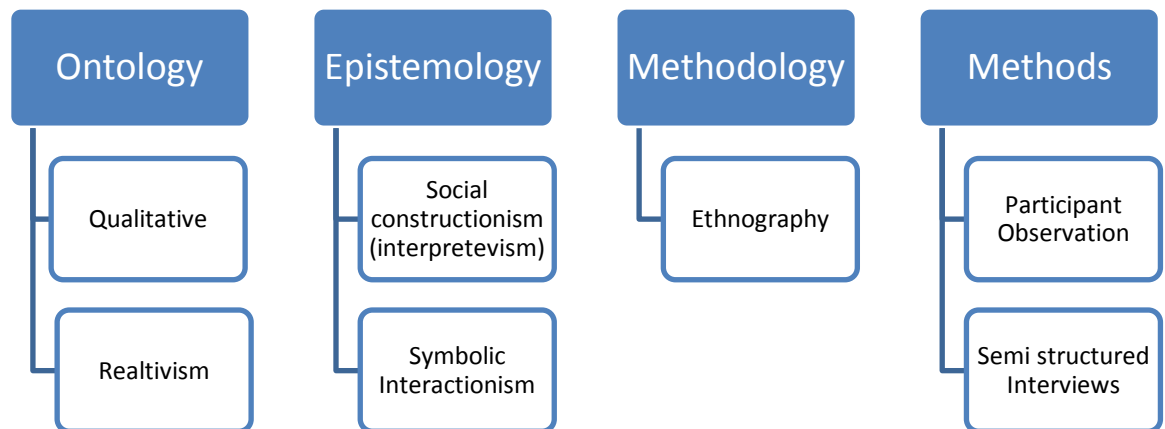 Ontology
Qualitative
Realtivism
Epistemology
Social
constructionism
(interpretevism)
Symbolic
Interactionism
Methodology
Ethnography
Methods
Participant
Observation
Semi structured
Interviews